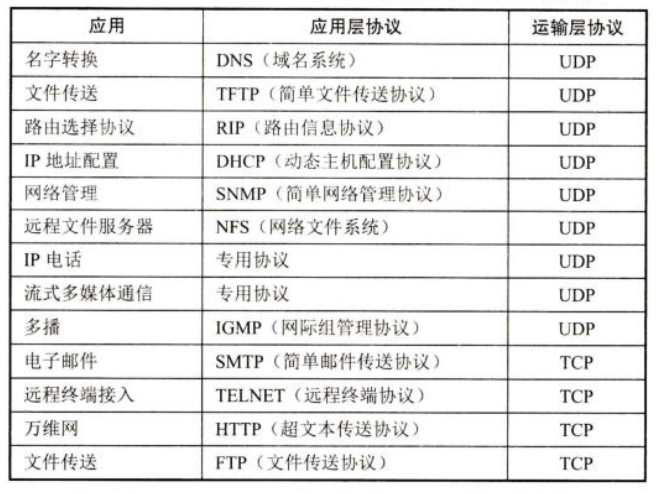 应用 应用层协议 运输层协议
名字转换 DNS（域名系统） UDP
文件传送 TFTP（简单文件传送协议） UDP
路由选择协议 RIP（路由信息协议） UDP
IP 地址配置 DHCP（动态主机配置协议） UDP
网络管理 SNMP（简单网络管理协议） UDP
远程文件服务器 NFS（网络文件系统） UDP
IP 电话 专用协议 UDP
流式多媒体通信 专用协议 UDP
多播 IGMP（网际组管理协议） UDP
电子邮件 SMTP（简单邮件传送协议） TCP
远程终端接入 TELNET（远程终端协议） TCP
万维网 HTTP（超文本传送协议） TCP
文件传送 FTP（文件传送协议） TCP